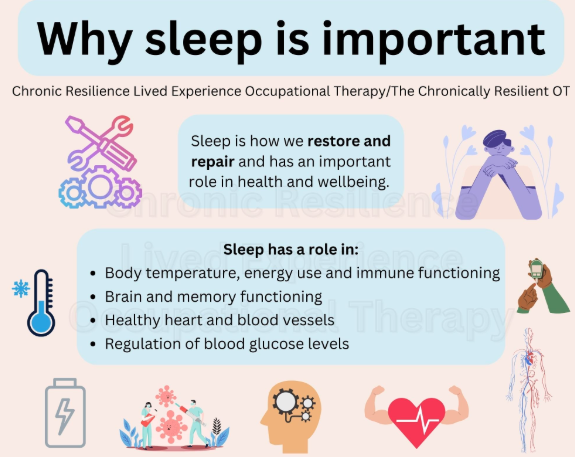 Why sleep is important
Chronic Resilience Lived Experience Occupational Therapy/The Chronically Resilient OT
Sleep is how we restore and
repair and has an important
role in health and wellbeing.
Chronic Resilience
Lived Experience
Occupational Therapy
Sleep has a role in:
• Body temperature, energy use and immune functioning
• Brain and memory functioning
• Healthy heart and blood vessels
• Regulation of blood glucose levels